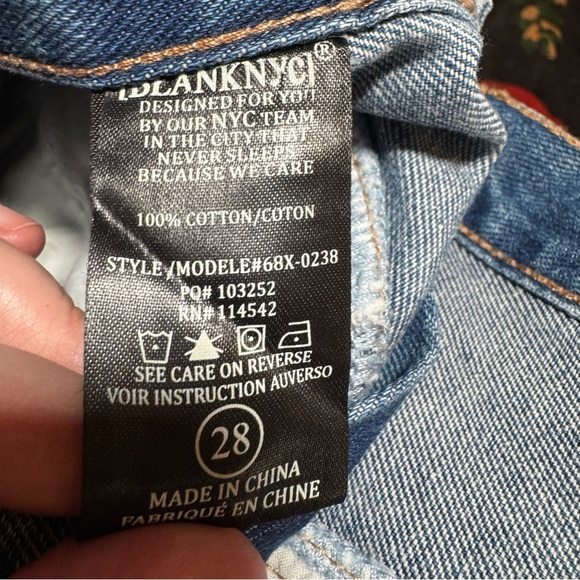 [BLANKNYC]®
DESIGNED FOR YOU
BY OUR NYC TEAM
IN THE CITY THAT
NEVER SLEEPS
BECAUSE WE CARE
100% COTTON/COTON
STYLE/MODELE#68X-0238
PO# 103252
RN# 114542
SEE CARE ON REVERSE
VOIR INSTRUCTION AUVERSO
28
MADE IN CHINA
FABRIQUÉ EN CHINE